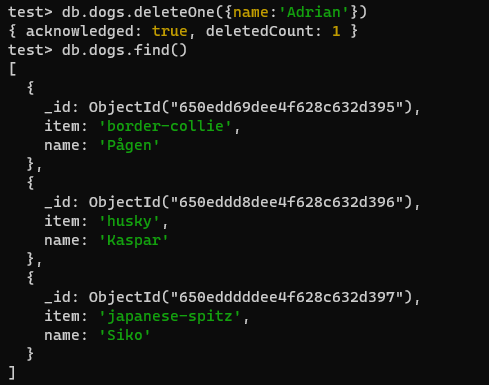 test> db.dogs.deleteOne({name:'Adrian'})
{ acknowledged: true, deletedCount: 1 }
test> db.dogs.find()
[
  {
    _id: ObjectId("650edd69dee4f628c632d395"),
    item: 'border-collie',
    name: 'Pågen'
  },
  {
    _id: ObjectId("650eddd8dee4f628c632d396"),
    item: 'husky',
    name: 'Kaspar'
  },
  {
    _id: ObjectId("650edddddee4f628c632d397"),
    item: 'japanese-spitz',
    name: 'Siko'
  }
]